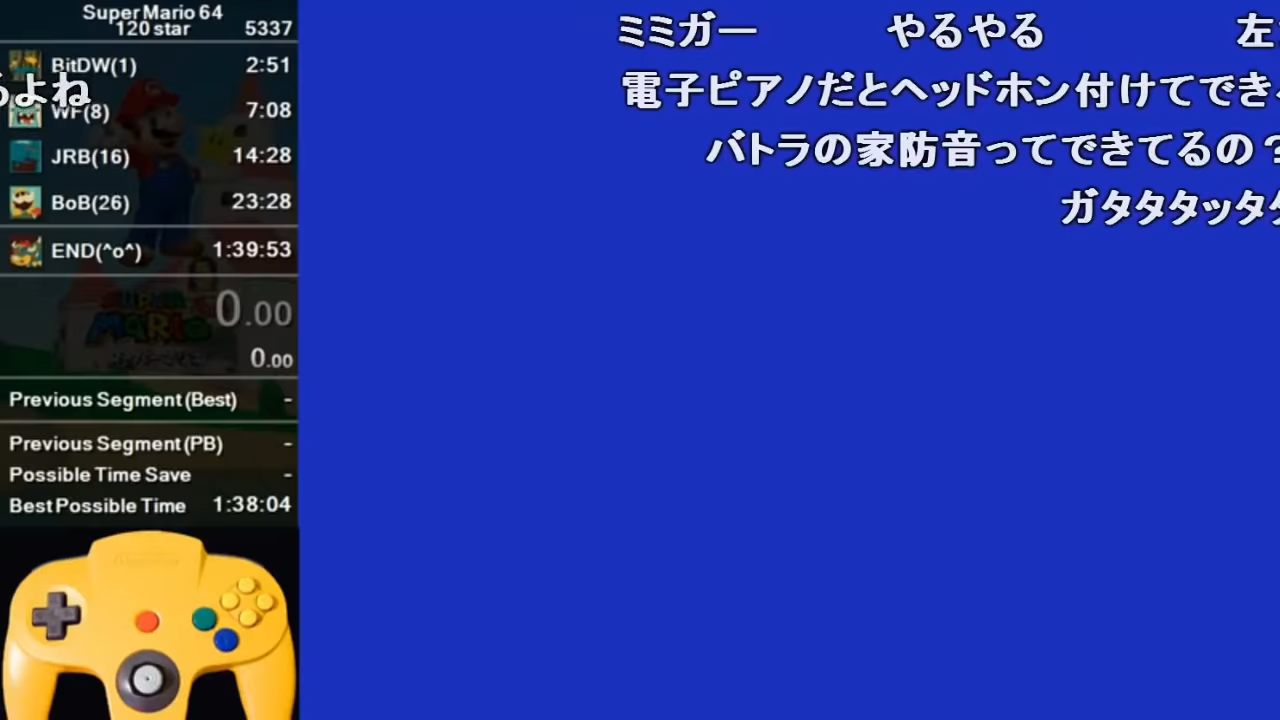 Super Mario 64
120 star 5337
BitDW(1) 2:51
WF(8) 7:08
JRB(16) 14:28
BoB(26) 23:28
END(^o^) 1:39:53
0.00
0.00
Previous Segment (Best) -
Previous Segment (PB) -
Possible Time Save -
Best Possible Time 1:38:04
ミミガー やるやる 左
よね
電子ピアノだとヘッドホン付けてでき
バトラの家防音ってできてるの？
ガタタタッタ